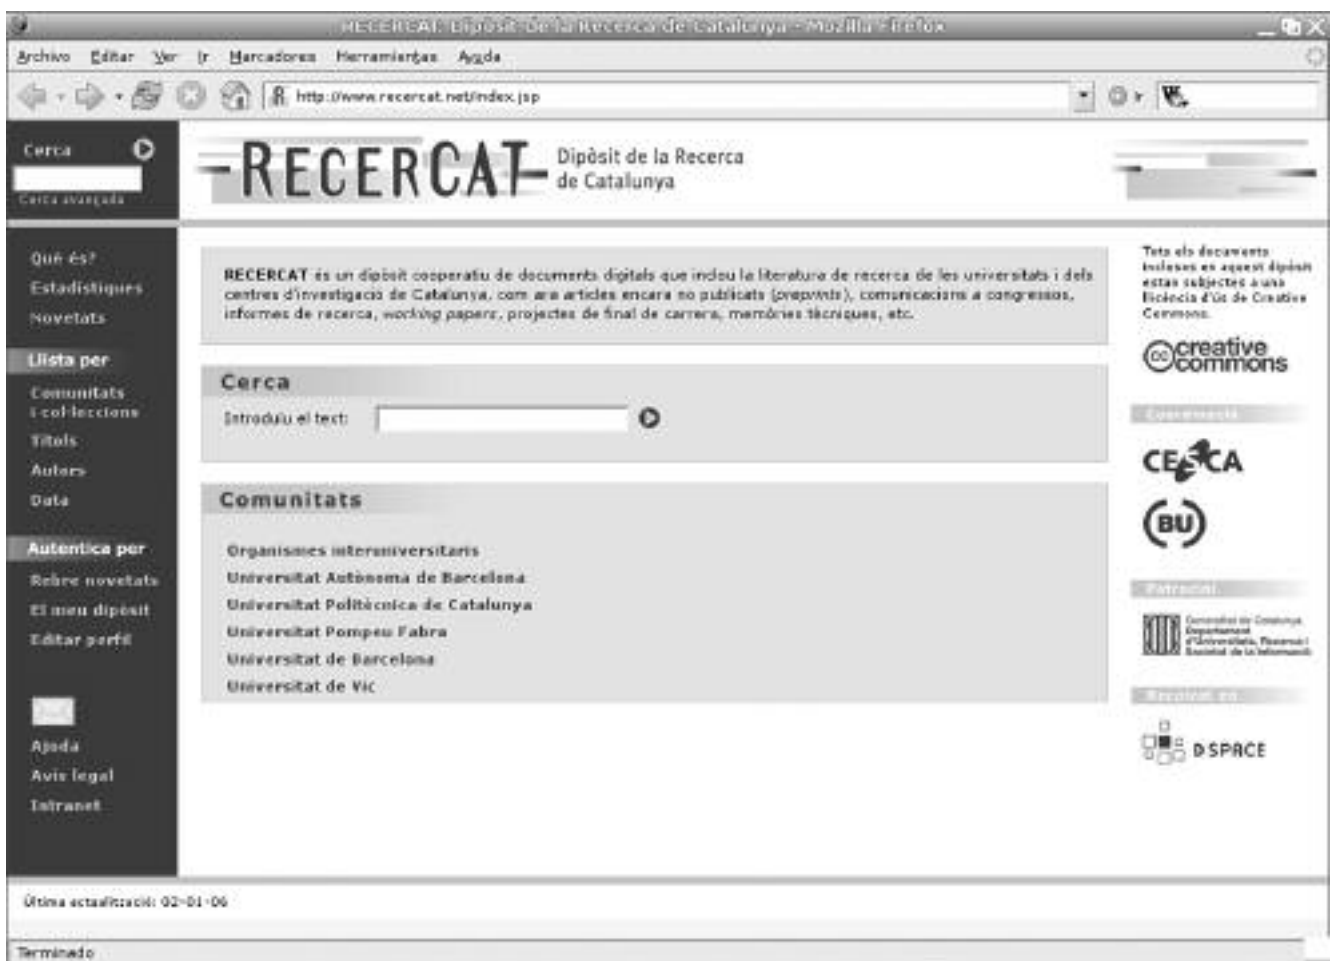 RECERCAT: Dipòsit de la Recerca de Catalunya - Mozilla Firefox
Archivo Editar Ver Ir Marcadores Herramientas Ayuda
http://www.recercat.net/index.jsp
Cerca
Cerca avançada
RECERCAT
Dipòsit de la Recerca
de Catalunya
Què és?
Estadístiques
Novetats
Llista per
Comunitats
i col·leccions
Títols
Autors
Data
Autentica per
Rebre novetats
El meu dipòsit
Editar perfil
Ajuda
Avís legal
Intranet
RECERCAT és un dipòsit cooperatiu de documents digitals que inclou la literatura de recerca de les universitats i dels
centres d'investigació de Catalunya, com ara articles encara no publicats (preprints), comunicacions a congressos,
informes de recerca, working papers, projectes de final de carrera, memòries tècniques, etc.
Cerca
Introduïu el text:
Comunitats
Organismes interuniversitaris
Universitat Autònoma de Barcelona
Universitat Politècnica de Catalunya
Universitat Pompeu Fabra
Universitat de Barcelona
Universitat de Vic
Tots els documents
inclosos en aquest dipòsit
estan subjectes a una
llicència d'ús de Creative
Commons.
cc creative
commons
Coordinació
CESCA
(BU)
Patrocini
Generalitat de Catalunya
Departament
d'Universitats, Recerca i
Societat de la Informació
DSPACE
Última actualització: 02-01-06
Terminado